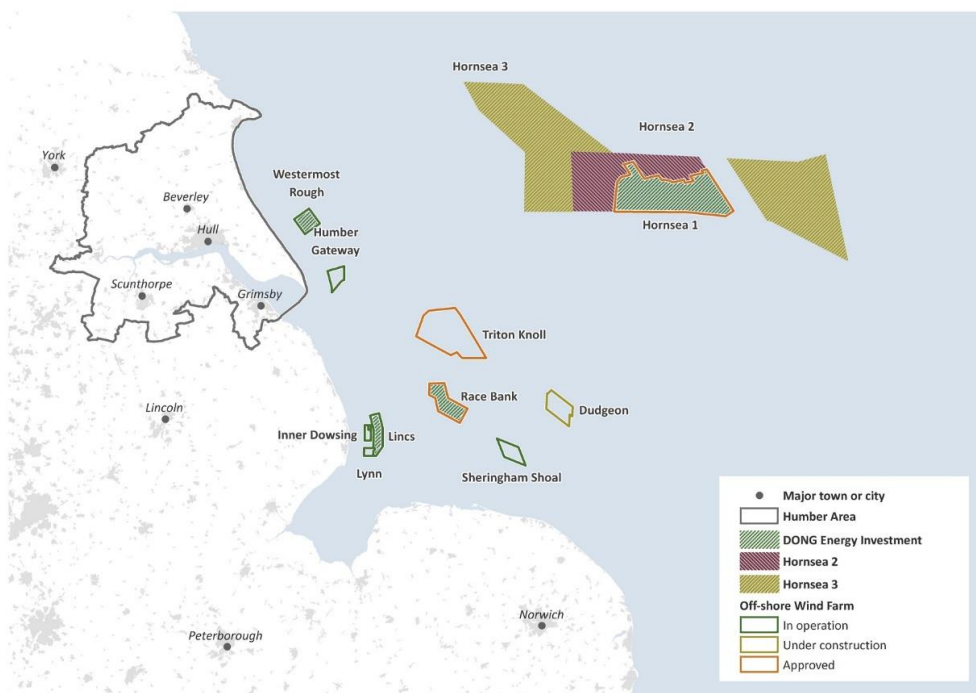 Hornsea 3
Hornsea 2
York
Westermost
Rough
Beverley
Hull
Humber
Gateway
Hornsea 1
Scunthorpe
Grimsby
Triton Knoll
Race Bank
Dudgeon
Lincoln
Inner Dowsing
Lincs
Lynn
Sheringham Shoal
Norwich
Peterborough
Major town or city
Humber Area
DONG Energy Investment
Hornsea 2
Hornsea 3
Off-shore Wind Farm
In operation
Under construction
Approved